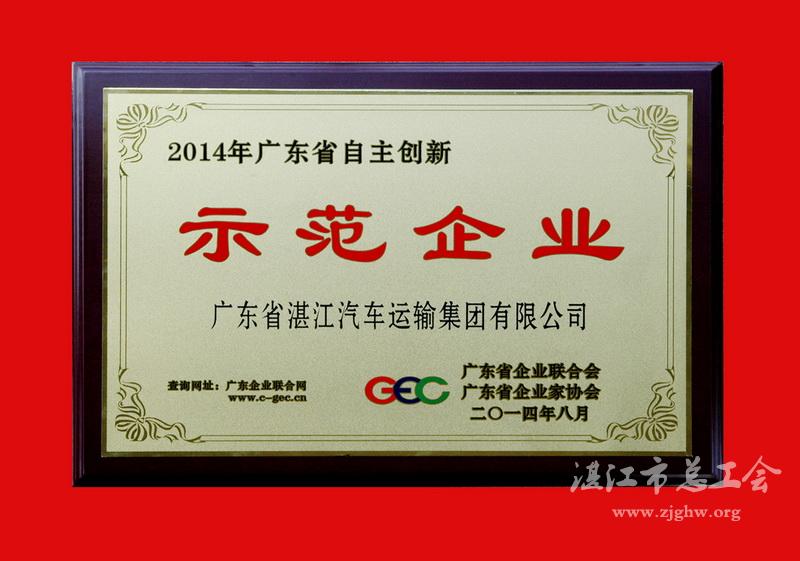 2014年广东省自主创新
示范企业
广东省湛江汽车运输集团有限公司
查询网址：广东企业联合网
www.c-gec.cn
GEC
广东省企业联合会
广东省企业家协会
二〇一四年八月
湛江市总工会
www.zjghw.org